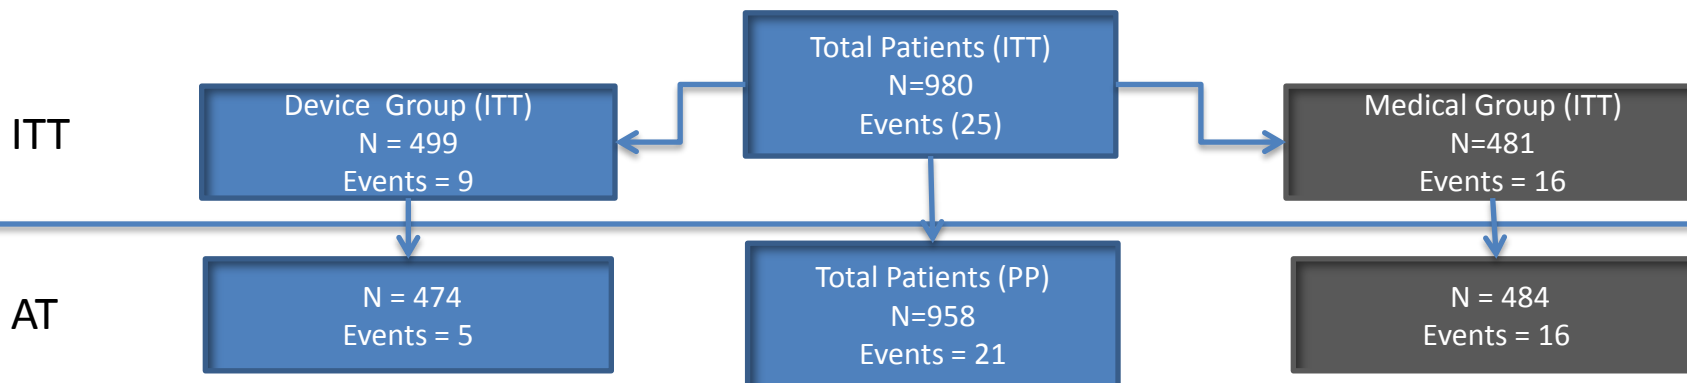 ITT
Device Group (ITT)
N = 499
Events = 9
Total Patients (ITT)
N=980
Events (25)
Medical Group (ITT)
N=481
Events = 16
AT
N = 474
Events = 5
Total Patients (PP)
N=958
Events = 21
N = 484
Events = 16